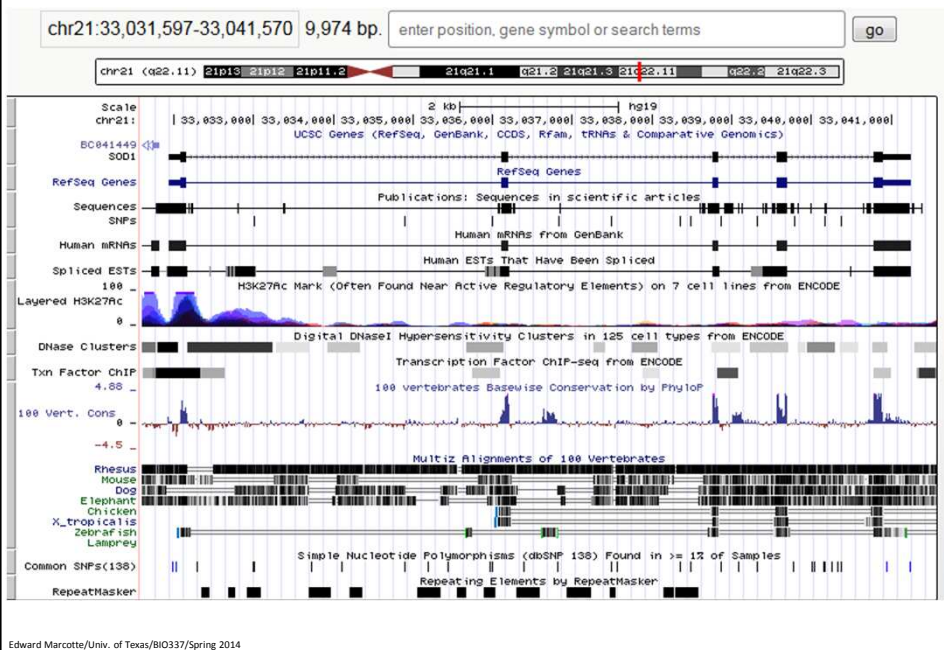 chr21:33,031,597-33,041,570 9,974 bp. enter position, gene symbol or search terms go
chr21 (q22.11) 21p13 21p12 21p11.2 21q21.1 q21.2 21q21.3 21q22.11 q22.2 21q22.3
Scale 2 kb hg19
chr21: 33,033,000 33,034,000 33,035,000 33,036,000 33,037,000 33,038,000 33,039,000 33,040,000 33,041,000
UCSC Genes (RefSeq, GenBank, CCDS, Rfam, tRNAs & Comparative Genomics)
BC041449
SOD1
RefSeq Genes
RefSeq Genes
Publications: Sequences in scientific articles
Sequences
SNPs
Human mRNAs from GenBank
Human mRNAs
Human ESTs That Have Been Spliced
Spliced ESTs
100 _ H3K27Ac Mark (Often Found Near Active Regulatory Elements) on 7 cell lines from ENCODE
Layered H3K27Ac
0 _
Digital DNaseI Hypersensitivity Clusters in 125 cell types from ENCODE
DNase Clusters
Transcription Factor ChIP-seq from ENCODE
Txn Factor ChIP
4.88 _ 100 vertebrates Basewise Conservation by PhyloP
100 Vert. Cons
0 -
-4.5 _
Multiz Alignments of 100 Vertebrates
Rhesus
Mouse
Dog
Elephant
Chicken
X_tropicalis
Zebrafish
Lamprey
Simple Nucleotide Polymorphisms (dbSNP 138) Found in >= 1% of Samples
Common SNPs(138)
Repeating Elements by RepeatMasker
RepeatMasker
Edward Marcotte/Univ. of Texas/BIO337/Spring 2014